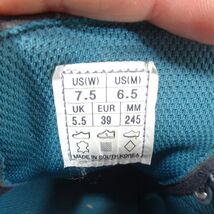 US(W) US(M)
7.5 6.5
UK EUR MM
5.5 39 245
MADE IN SOUTH KOREA